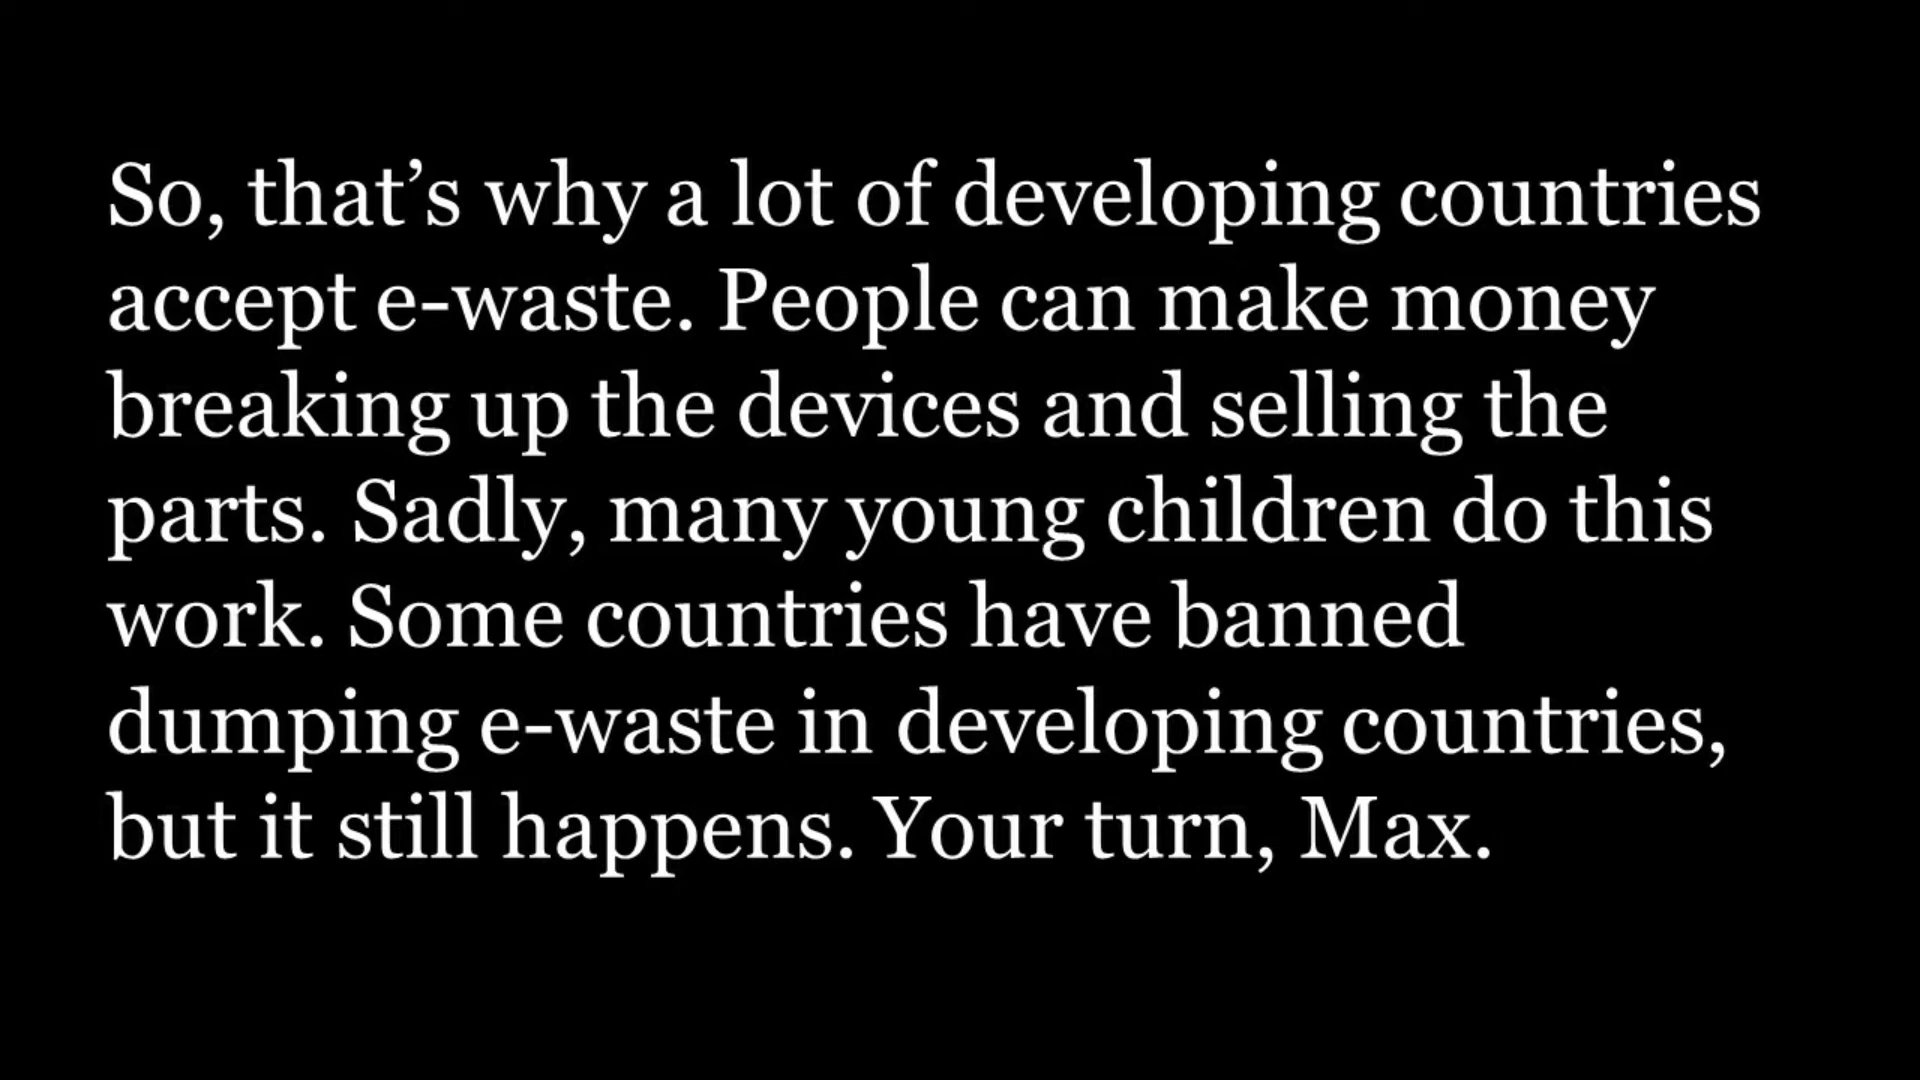 So, that’s why a lot of developing countries
accept e-waste. People can make money
breaking up the devices and selling the
parts. Sadly, many young children do this
work. Some countries have banned
dumping e-waste in developing countries,
but it still happens. Your turn, Max.